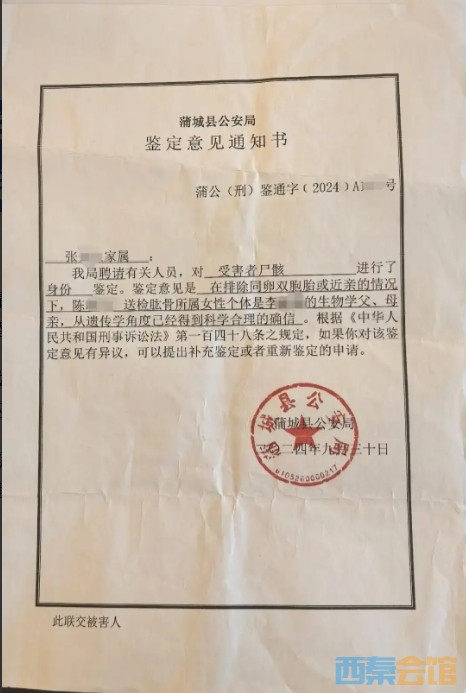 蒲城县公安局
鉴定意见通知书
蒲公（刑）鉴通字（2024）A 号
张 家属：
我局聘请有关人员，对 受害者尸骸 进行了
身份 鉴定。鉴定意见是 在排除同卵双胞胎或近亲的情况
下，陈 送检肱骨所属女性个体是李 的生物学父、母
亲，从遗传学角度已经得到科学合理的确信。根据《中华人
民共和国刑事诉讼法》第一百四十八条之规定，如果你对该鉴
定意见有异议，可以提出补充鉴定或者重新鉴定的申请。
蒲城县公安局
二〇二四年九月三十日
蒲城县公安局
此联交被害人
西秦会馆